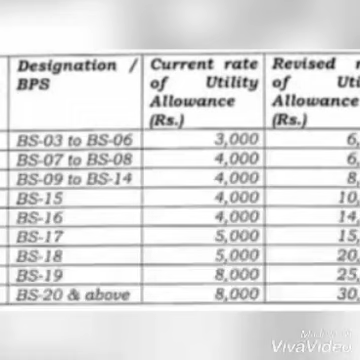 Designation / Current rate Revised
BPS of Utility of
Allowance Allowance
(Rs.) (Rs.)
BS-03 to BS-06 3,000 6,
BS-07 to BS-08 4,000 6,
BS-09 to BS-14 4,000 8,
BS-15 4,000 10,
BS-16 4,000 14,
BS-17 5,000 15,
BS-18 5,000 20,
BS-19 8,000 25,
BS-20 & above 8,000 30,
VivaVideo